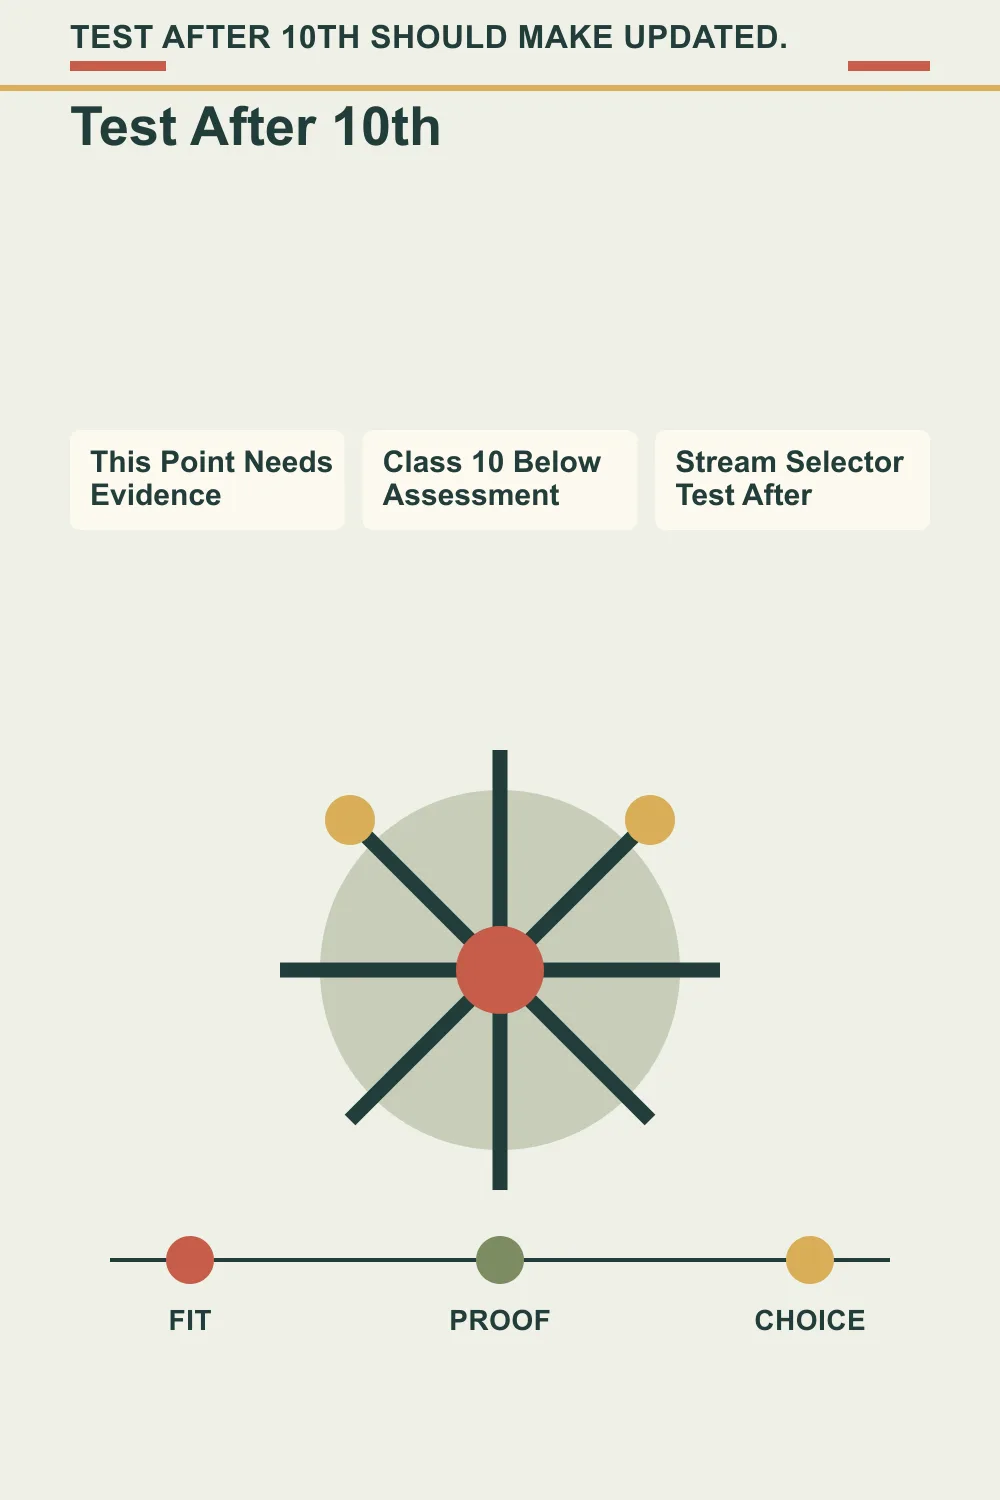 TEST AFTER 10TH SHOULD MAKE UPDATED.
Test After 10th
This Point Needs
Evidence
Class 10 Below
Assessment
Stream Selector
Test After
FIT
PROOF
CHOICE